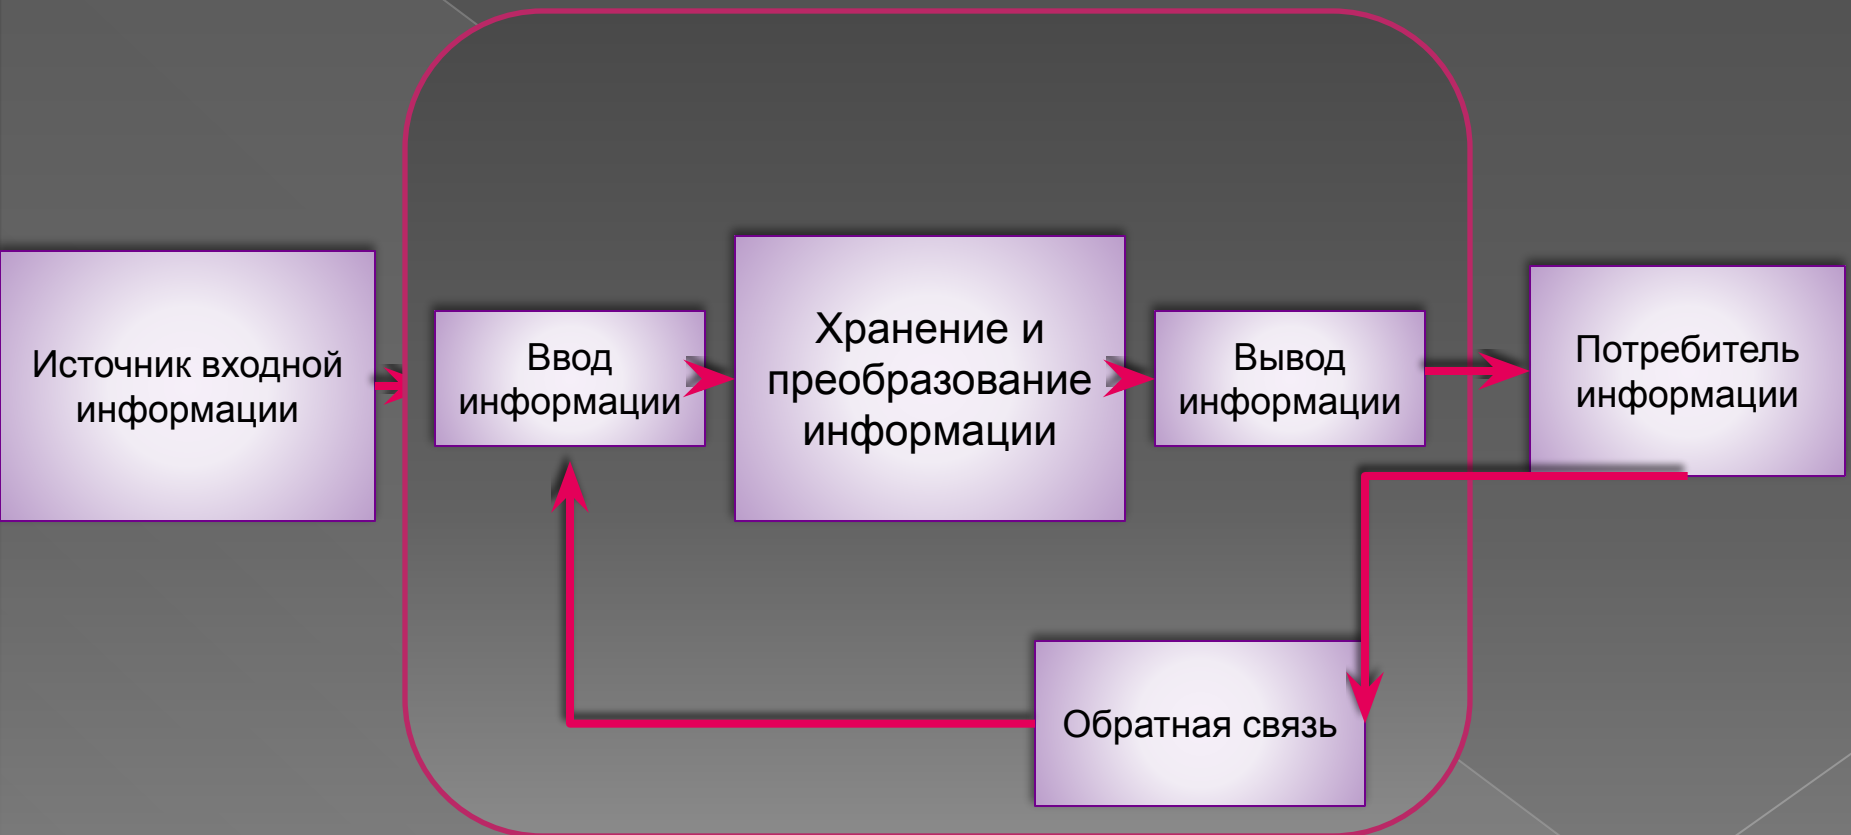 Источник входной
информации
Ввод
информации
Хранение и
преобразование
информации
Вывод
информации
Потребитель
информации
Обратная связь